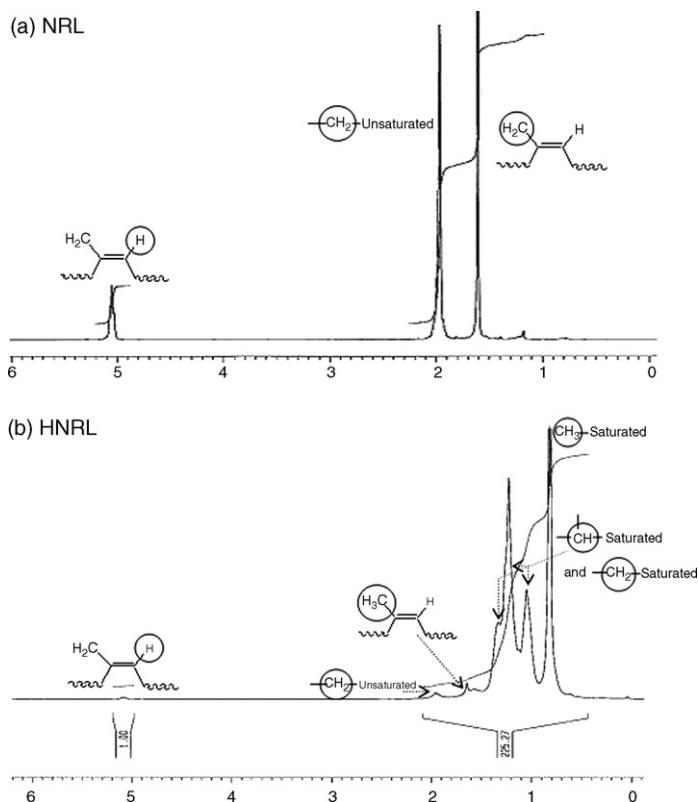 (a) NRL
—CH2—Unsaturated
H2C
H
H2C
H
6 5 4 3 2 1 0
(b) HNRL
CH3—Saturated
—CH—Saturated
and —CH2—Saturated
H3C
H
H2C
H
—CH2—Unsaturated
1.00
225.27
6 5 4 3 2 1 0